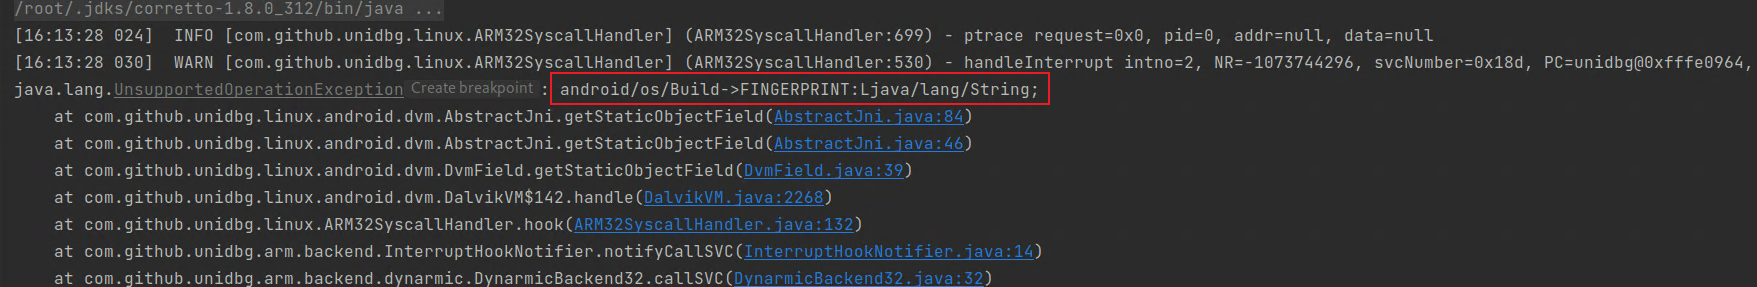 /root/.jdks/corretto-1.8.0_312/bin/java ...
[16:13:28 024]  INFO [com.github.unidbg.linux.ARM32SyscallHandler] (ARM32SyscallHandler:699) - ptrace request=0x0, pid=0, addr=null, data=null
[16:13:28 030]  WARN [com.github.unidbg.linux.ARM32SyscallHandler] (ARM32SyscallHandler:530) - handleInterrupt intno=2, NR=-1073744296, svcNumber=0x18d, PC=unidbg@0xfffe0964,
java.lang.UnsupportedOperationException Create breakpoint : android/os/Build->FINGERPRINT:Ljava/lang/String;
    at com.github.unidbg.linux.android.dvm.AbstractJni.getStaticObjectField(AbstractJni.java:84)
    at com.github.unidbg.linux.android.dvm.AbstractJni.getStaticObjectField(AbstractJni.java:46)
    at com.github.unidbg.linux.android.dvm.DvmField.getStaticObjectField(DvmField.java:39)
    at com.github.unidbg.linux.android.dvm.DalvikVM$142.handle(DalvikVM.java:2268)
    at com.github.unidbg.linux.ARM32SyscallHandler.hook(ARM32SyscallHandler.java:132)
    at com.github.unidbg.arm.backend.InterruptHookNotifier.notifyCallSVC(InterruptHookNotifier.java:14)
    at com.github.unidbg.arm.backend.dynarmic.DynarmicBackend32.callSVC(DynarmicBackend32.java:32)